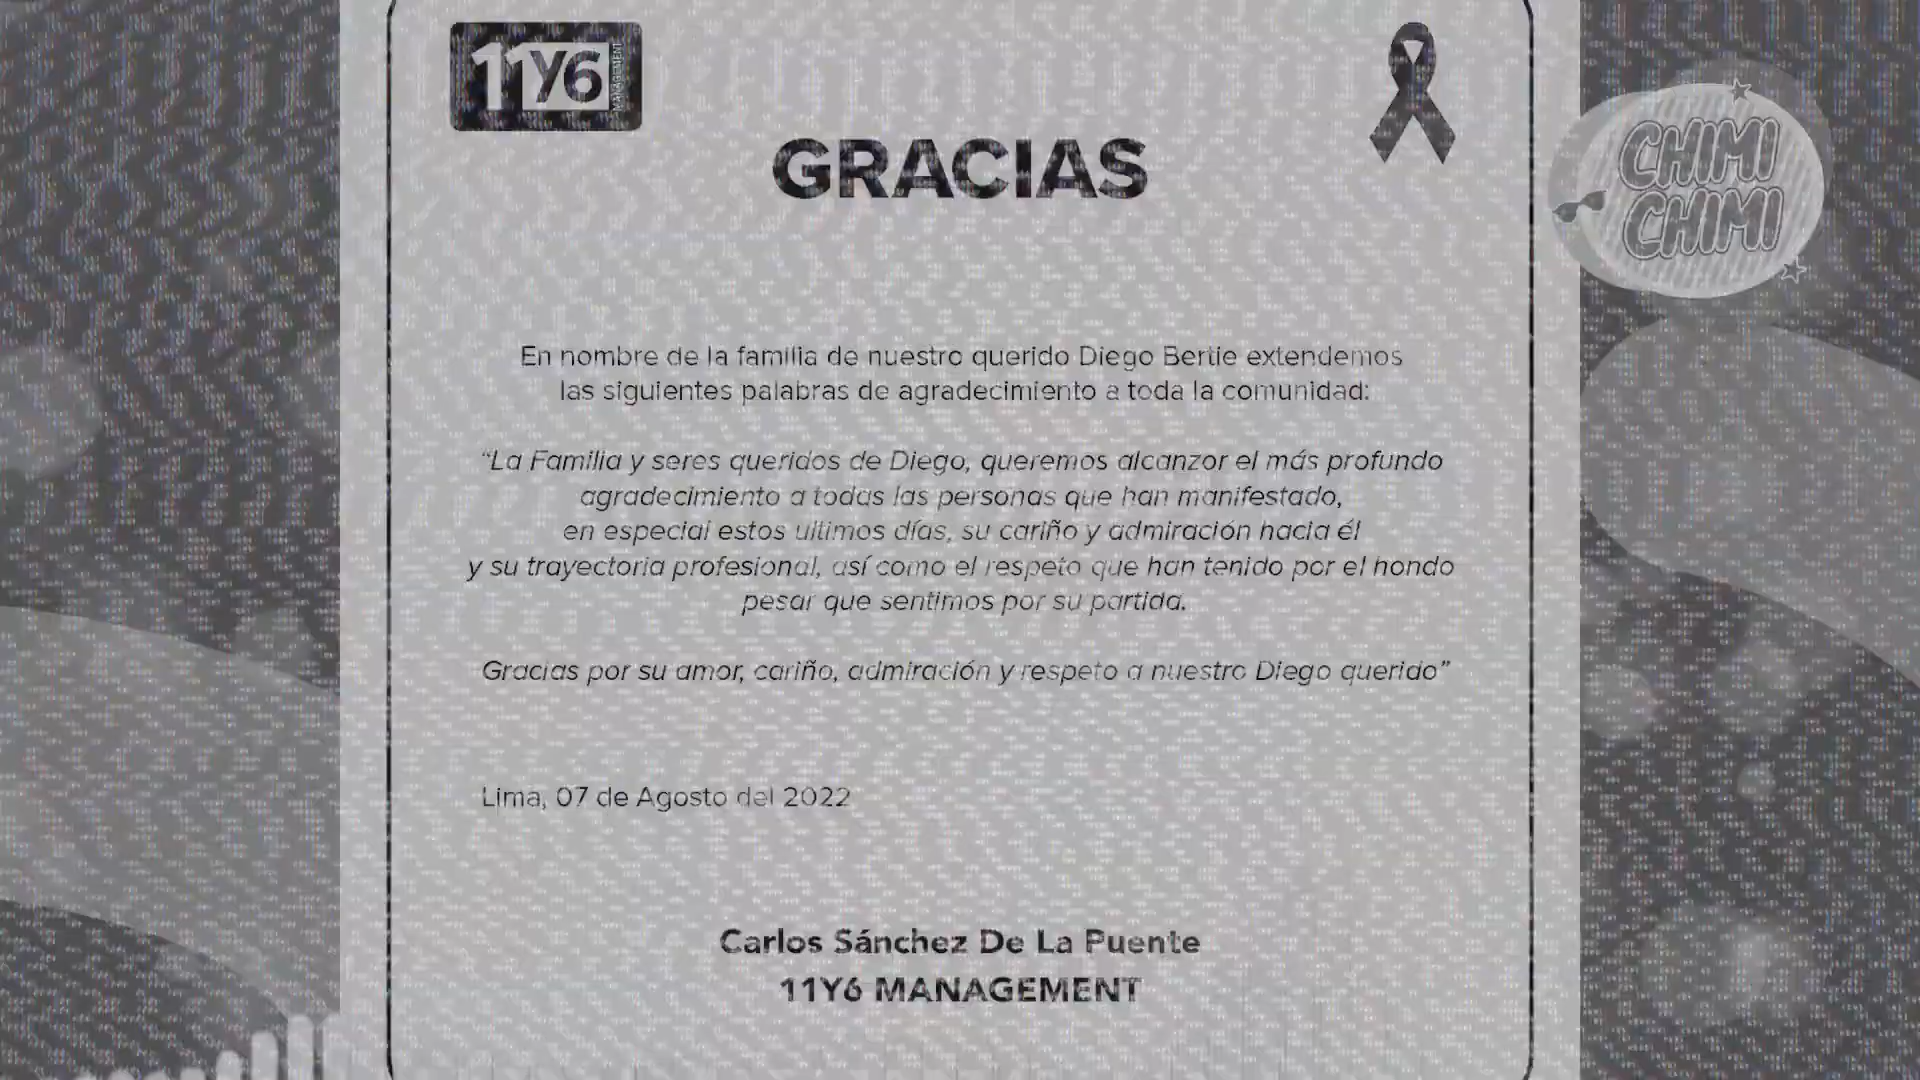 11Y6
MANAGEMENT
GRACIAS
CHIMI
CHIMI
En nombre de la familia de nuestro querido Diego Bertie extendemos
las siguientes palabras de agradecimiento a toda la comunidad:
“La Familia y seres queridos de Diego, queremos alcanzar el más profundo
agradecimiento a todas las personas que han manifestado,
en especial estos ultimos días, su cariño y admiración hacia él
y su trayectoria profesional, así como el respeto que han tenido por el hondo
pesar que sentimos por su partida.
Gracias por su amor, cariño, admiración y respeto a nuestro Diego querido”
Lima, 07 de Agosto del 2022
Carlos Sánchez De La Puente
11Y6 MANAGEMENT